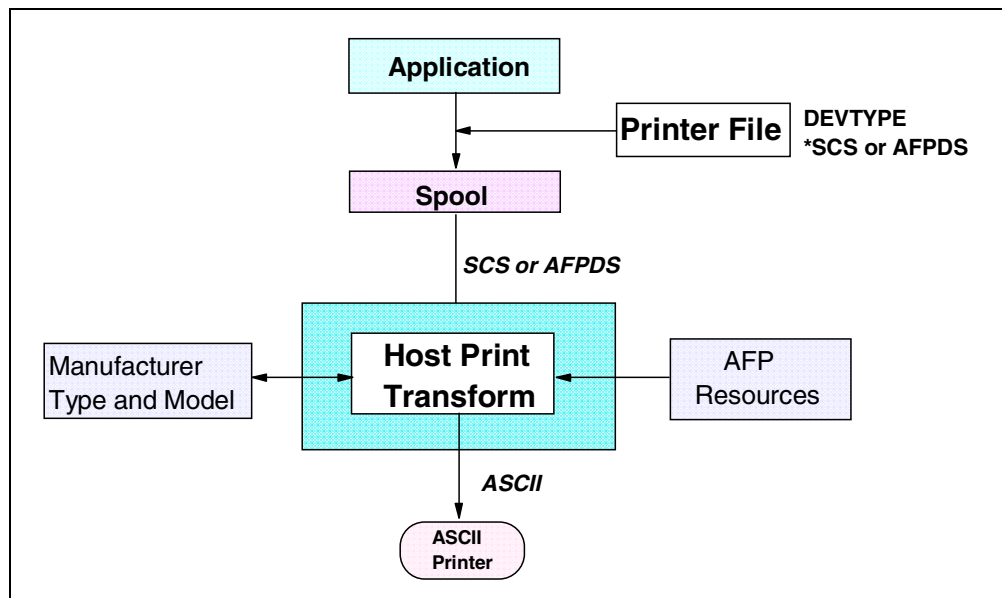 Application
Printer File
DEVTYPE
*SCS or AFPDS
Spool
SCS or AFPDS
Manufacturer
Type and Model
Host Print
Transform
AFP
Resources
ASCII
ASCII
Printer